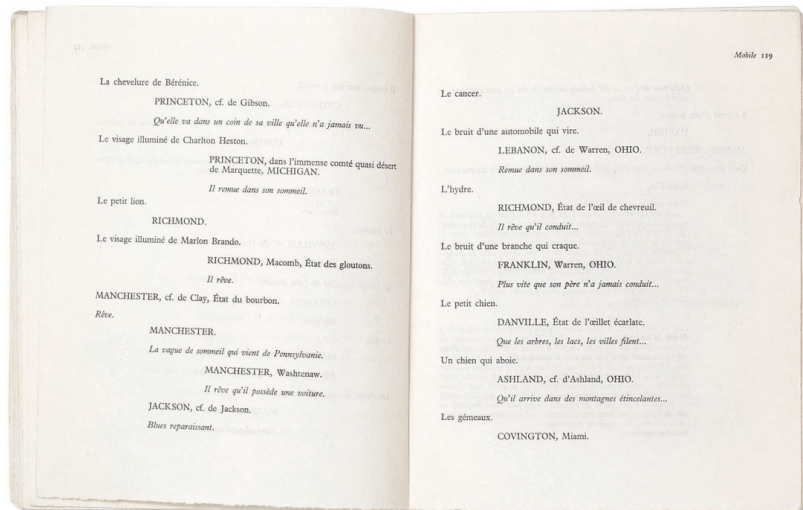 La chevelure de Bérénice.
PRINCETON, cf. de Gibson.
Qu'elle va dans un coin de sa ville qu'elle n'a jamais vu...
Le visage illuminé de Charlton Heston.
PRINCETON, dans l'immense comté quasi désert
de Marquette, MICHIGAN.
Il remue dans son sommeil.
Le petit lion.
RICHMOND.
Le visage illuminé de Marlon Brando.
RICHMOND, Macomb, État des gloutons.
Il rêve.
MANCHESTER, cf. de Clay, État du bourbon.
Rêve.
MANCHESTER.
La vague de sommeil qui vient de Pennsylvanie.
MANCHESTER, Washtenaw.
Il rêve qu'il possède une voiture.
JACKSON, cf. de Jackson.
Blues reparaissant.
Mobile 119
Le cancer.
JACKSON.
Le bruit d'une automobile qui vire.
LEBANON, cf. de Warren, OHIO.
Remue dans son sommeil.
L'hydre.
RICHMOND, État de l'œil de chevreuil.
Il rêve qu'il conduit...
Le bruit d'une branche qui craque.
FRANKLIN, Warren, OHIO.
Plus vite que son père n'a jamais conduit...
Le petit chien.
DANVILLE, État de l'œillet écarlate.
Que les arbres, les lacs, les villes filent...
Un chien qui aboie.
ASHLAND, cf. d'Ashland, OHIO.
Qu'il arrive dans des montagnes étincelantes...
Les gémeaux.
COVINGTON, Miami.